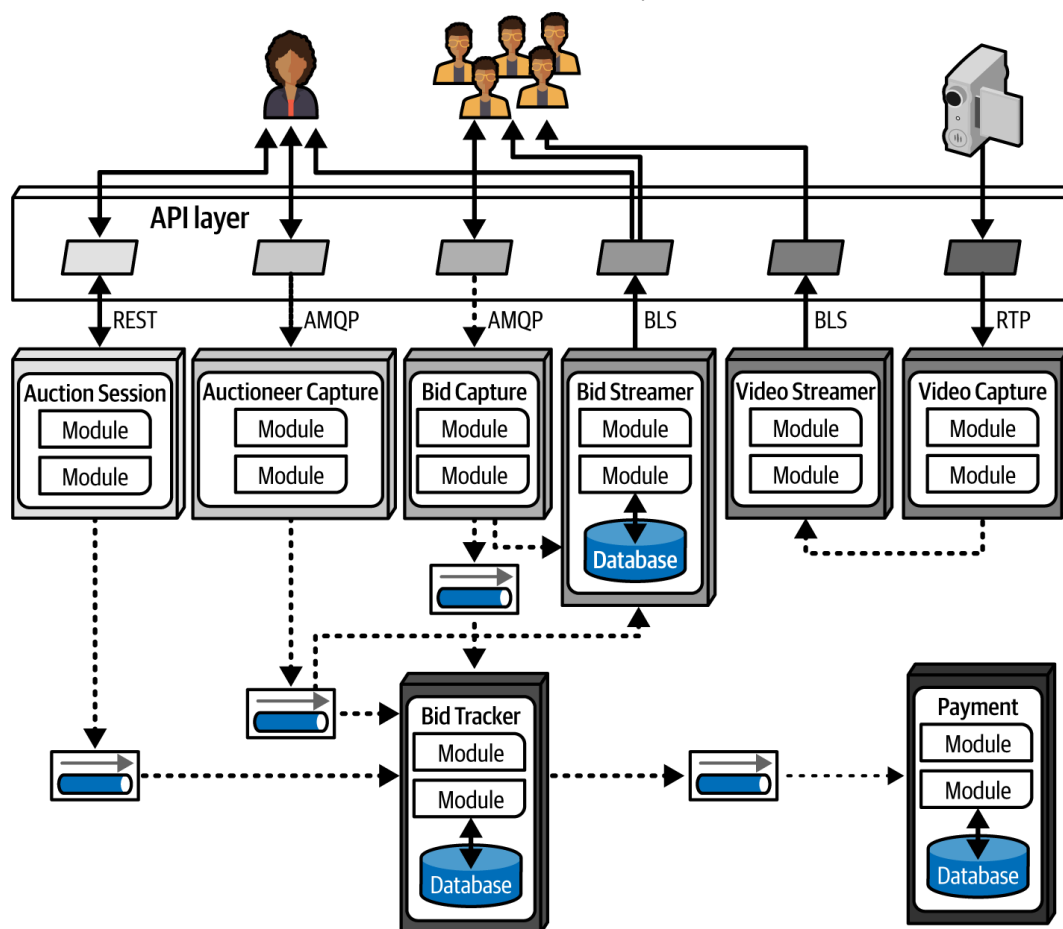 API layer
REST
AMQP
AMQP
BLS
BLS
RTP
Auction Session
Module
Module
Auctioneer Capture
Module
Module
Bid Capture
Module
Module
Bid Streamer
Module
Module
Database
Video Streamer
Module
Module
Video Capture
Module
Module
Bid Tracker
Module
Module
Database
Payment
Module
Module
Database